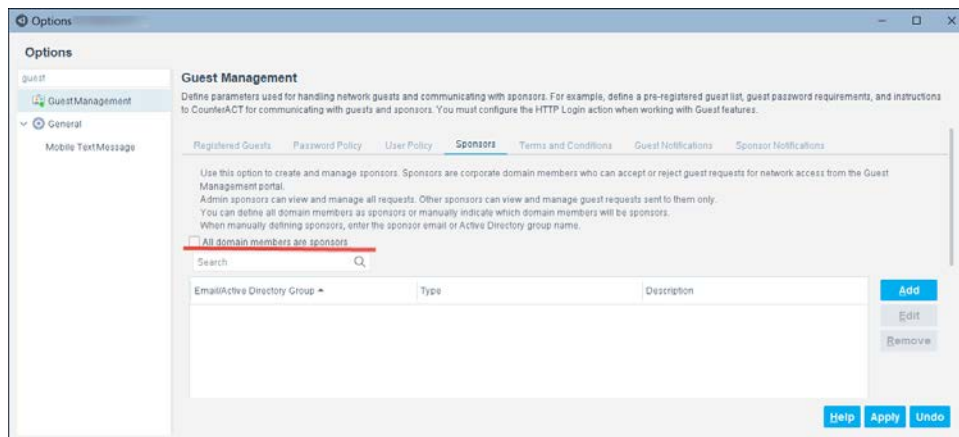 Options
Options
guest
Guest Management
General
Mobile Text Message
Guest Management
Define parameters used for handling network guests and communicating with sponsors. For example, define a pre-registered guest list, guest password requirements, and instructions
to CounterACT for communicating with guests and sponsors. You must configure the HTTP Login action when working with Guest features.
Registered Guests Password Policy User Policy Sponsors Terms and Conditions Guest Notifications Sponsor Notifications
Use this option to create and manage sponsors. Sponsors are corporate domain members who can accept or reject guest requests for network access from the Guest
Management portal.
Admin sponsors can view and manage all requests. Other sponsors can view and manage guest requests sent to them only.
You can define all domain members as sponsors or manually indicate which domain members will be sponsors.
When manually defining sponsors, enter the sponsor email or Active Directory group name.
All domain members are sponsors
Search
Email/Active Directory Group Type Description
Add
Edit
Remove
Help Apply Undo